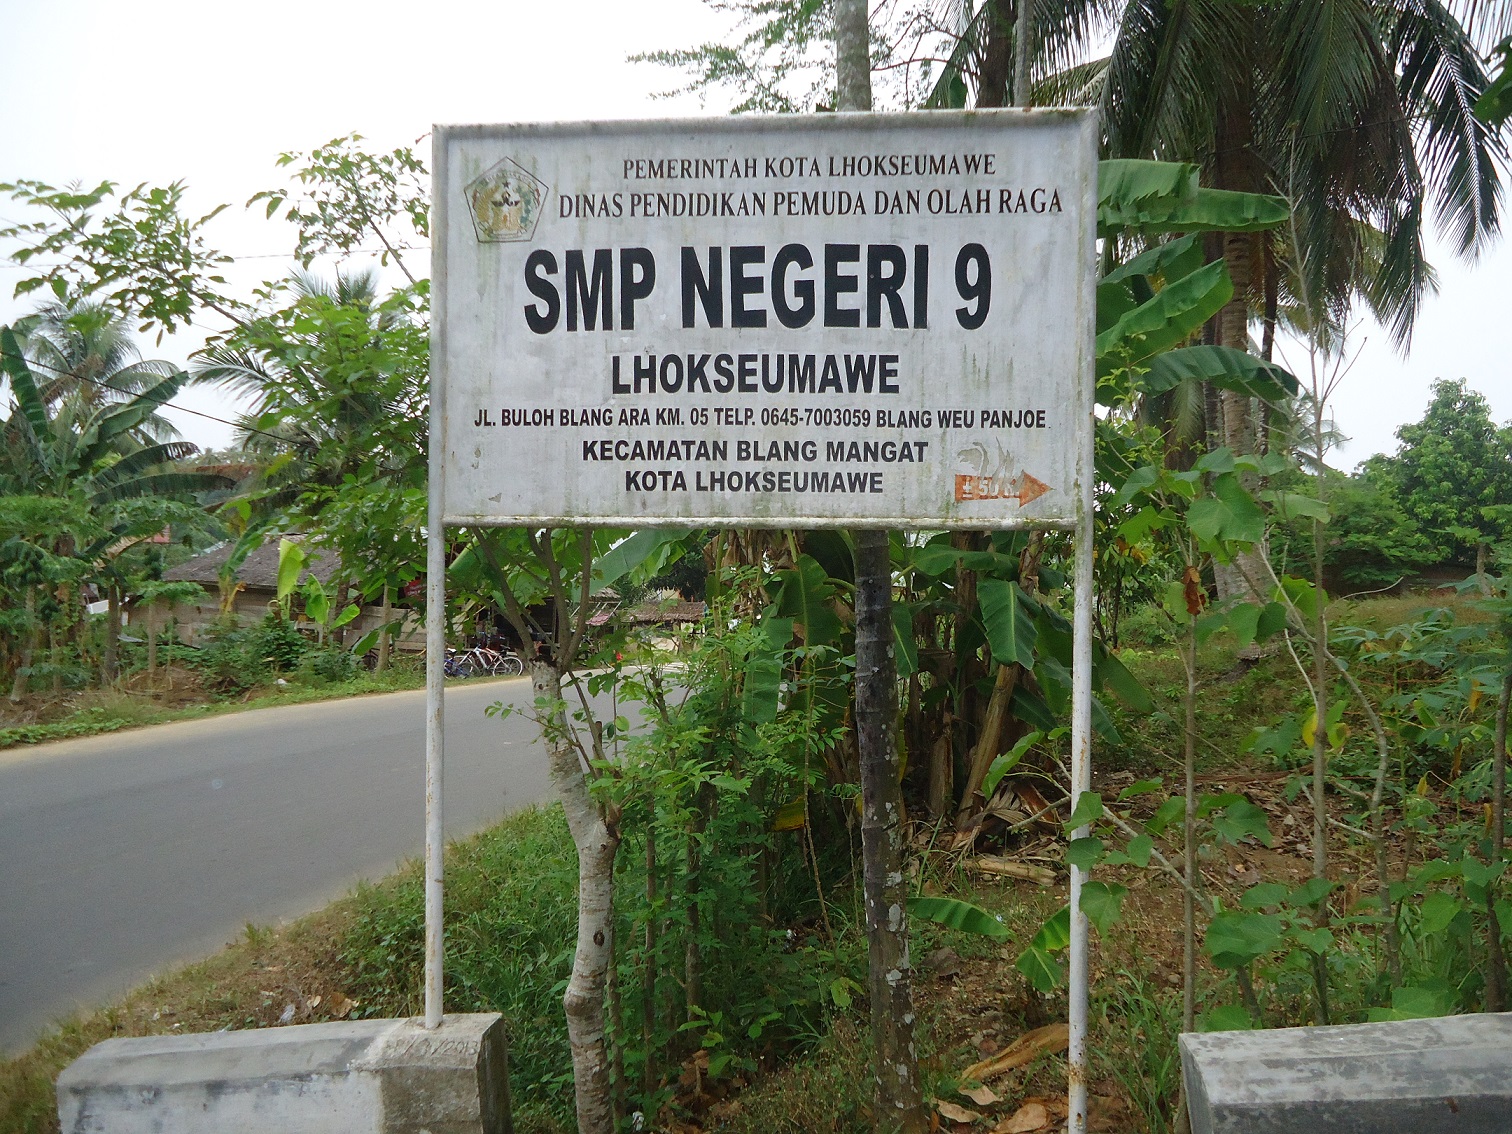 PEMERINTAH KOTA LHOKSEUMAWE
DINAS PENDIDIKAN PEMUDA DAN OLAH RAGA
SMP NEGERI 9
LHOKSEUMAWE
JL. BULOH BLANG ARA KM. 05 TELP. 0645-7003059 BLANG WEU PANJOE
KECAMATAN BLANG MANGAT
KOTA LHOKSEUMAWE